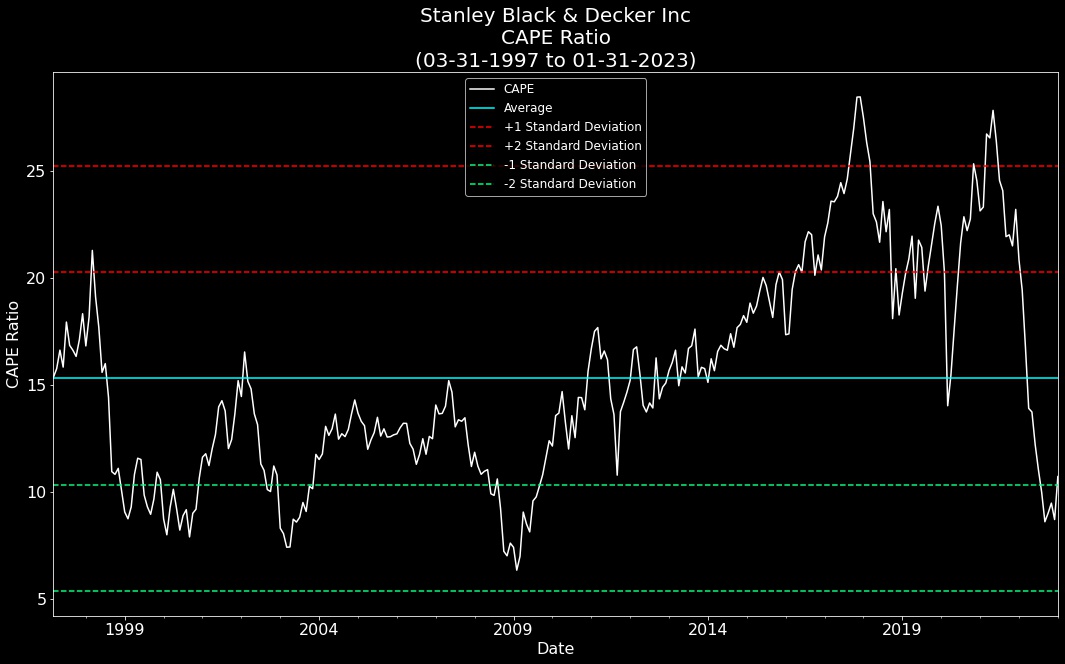 Stanley Black & Decker Inc
CAPE Ratio
(03-31-1997 to 01-31-2023)
CAPE
Average
+1 Standard Deviation
+2 Standard Deviation
-1 Standard Deviation
-2 Standard Deviation
CAPE Ratio
25
20
15
10
5
1999
2004
2009
2014
2019
Date